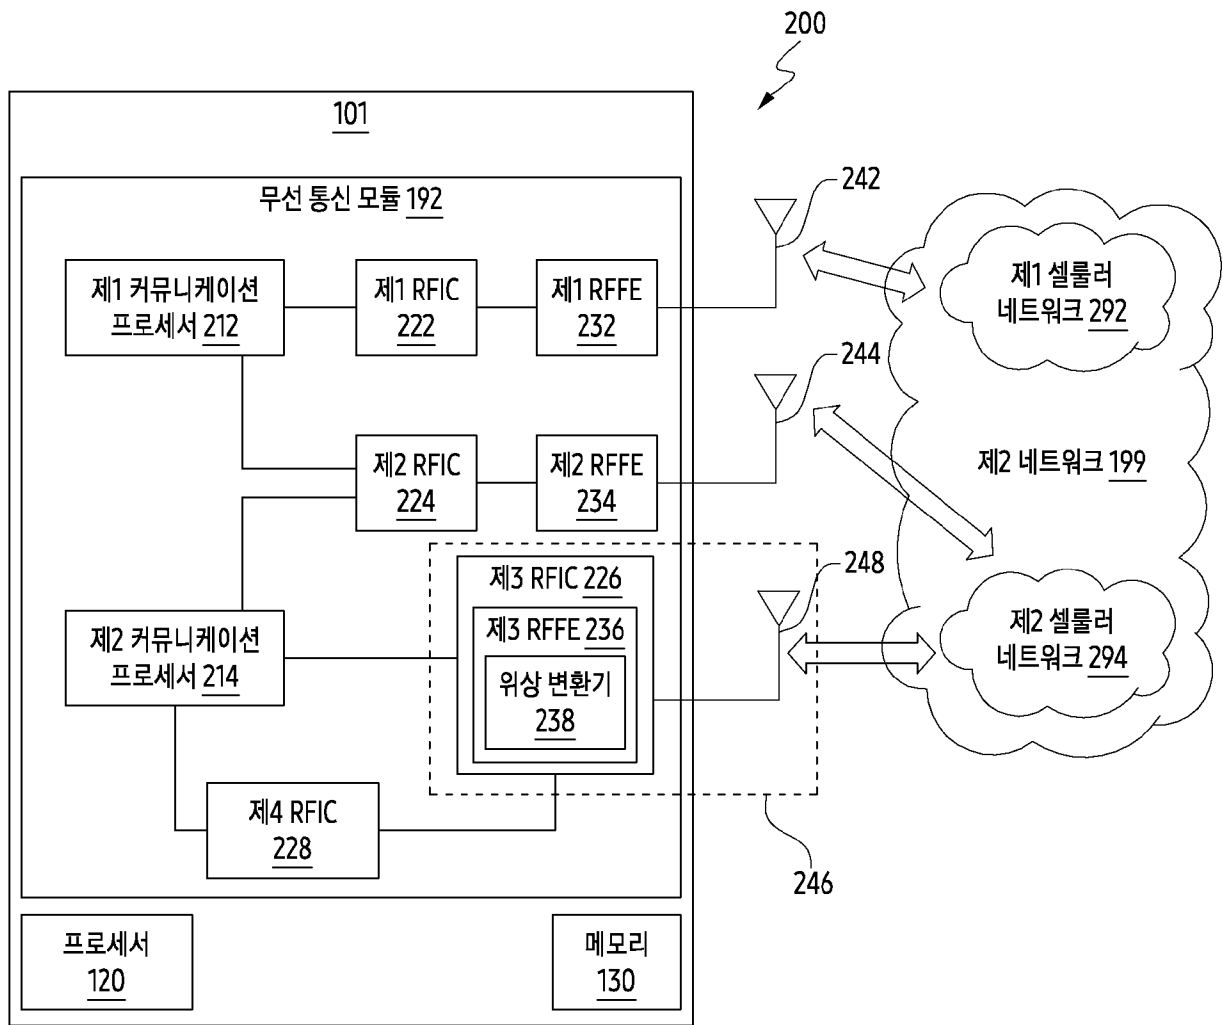 200
101
무선 통신 모듈 192
242
제1 커뮤니케이션
프로세서 212
제1 RFIC
222
제1 RFFE
232
제1 셀룰러
네트워크 292
244
제2 RFIC
224
제2 RFFE
234
제2 네트워크 199
제3 RFIC 226
248
제2 커뮤니케이션
프로세서 214
제3 RFFE 236
위상 변환기
238
제2 셀룰러
네트워크 294
제4 RFIC
228
246
프로세서
120
메모리
130